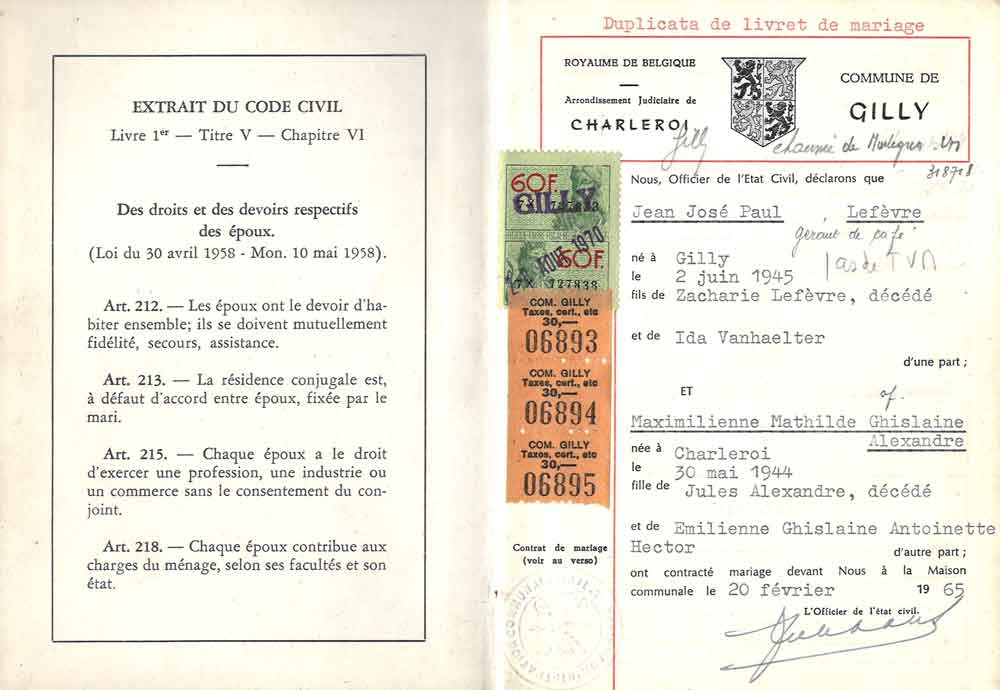 EXTRAIT DU CODE CIVIL
Livre 1er — Titre V — Chapitre VI
Des droits et des devoirs respectifs
des époux.
(Loi du 30 avril 1958 - Mon. 10 mai 1958).
Art. 212. — Les époux ont le devoir d'ha-
biter ensemble; ils se doivent mutuellement
fidélité, secours, assistance.
Art. 213. — La résidence conjugale est,
à défaut d'accord entre époux, fixée par le
mari.
Art. 215. — Chaque époux a le droit
d'exercer une profession, une industrie ou
un commerce sans le consentement du con-
joint.
Art. 218. — Chaque époux contribue aux
charges du ménage, selon ses facultés et son
état.
Duplicata de livret de mariage
ROYAUME DE BELGIQUE
Arrondissement Judiciaire de
CHARLEROI
COMMUNE DE
GILLY
Gilly chaussée de
318718
60F.
GILLY
AOUT 1970
60F.
727833
COM. GILLY
Taxes, cert., etc
30,—
06893
COM. GILLY
Taxes, cert., etc
30,—
06894
COM. GILLY
Taxes, cert., etc
30,—
06895
Contrat de mariage
(voir au verso)
Nous, Officier de l'Etat Civil, déclarons que
Jean José Paul Lefèvre
gérant de café
né à Gilly
le 2 juin 1945
fils de Zacharie Lefèvre, décédé
et de Ida Vanhaelter
d'une part ;
ET
Maximilienne Mathilde Ghislaine
Alexandre
née à Charleroi
le 30 mai 1944
fille de Jules Alexandre, décédé
et de Emilienne Ghislaine Antoinette
Hector
d'autre part ;
ont contracté mariage devant Nous à la Maison
communale le 20 février 1965
L'Officier de l'état civil.